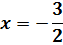 x = −3/2